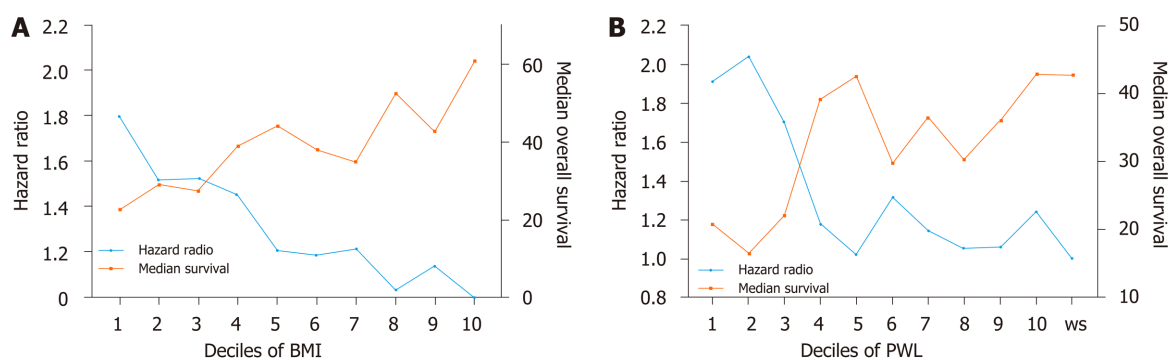 A
Hazard ratio
2.2
2.0
1.8
1.6
1.4
1.2
0
Hazard radio
Median survival
1 2 3 4 5 6 7 8 9 10
Deciles of BMI
60
40
20
0
Median overall survival
B
Hazard ratio
2.2
2.0
1.8
1.6
1.4
1.2
1.0
0.8
Hazard radio
Median survival
1 2 3 4 5 6 7 8 9 10 ws
Deciles of PWL
50
40
30
20
10
Median overall survival